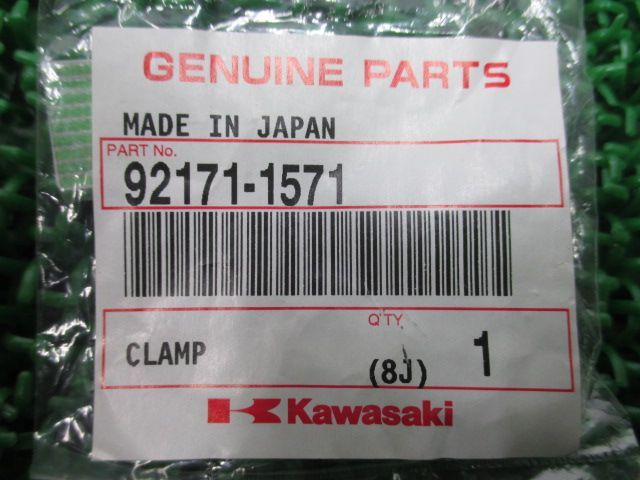 GENUINE PARTS
MADE IN JAPAN
PART No.
92171-1571
Q'TY
CLAMP (8J) 1
Kawasaki